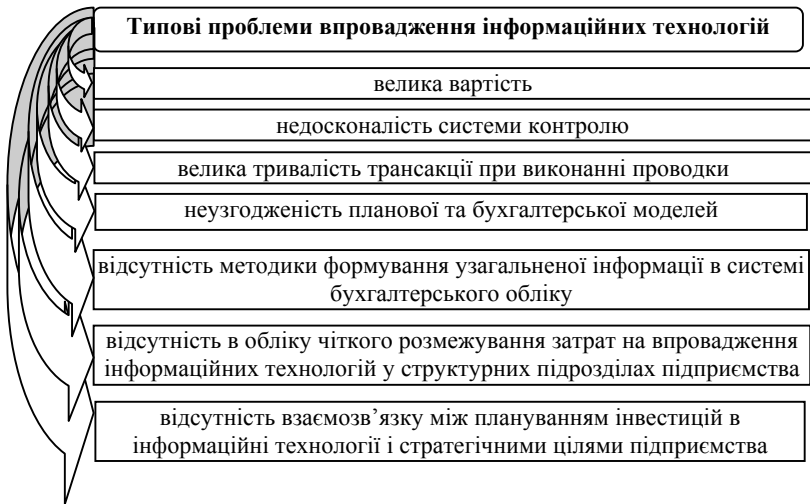 Типові проблеми впровадження інформаційних технологій
велика вартість
недосконалість системи контролю
велика тривалість трансакції при виконанні проводки
неузгодженість планової та бухгалтерської моделей
відсутність методики формування узагальненої інформації в системі
бухгалтерського обліку
відсутність в обліку чіткого розмежування затрат на впровадження
інформаційних технологій у структурних підрозділах підприємства
відсутність взаємозв’язку між плануванням інвестицій в
інформаційні технології і стратегічними цілями підприємства